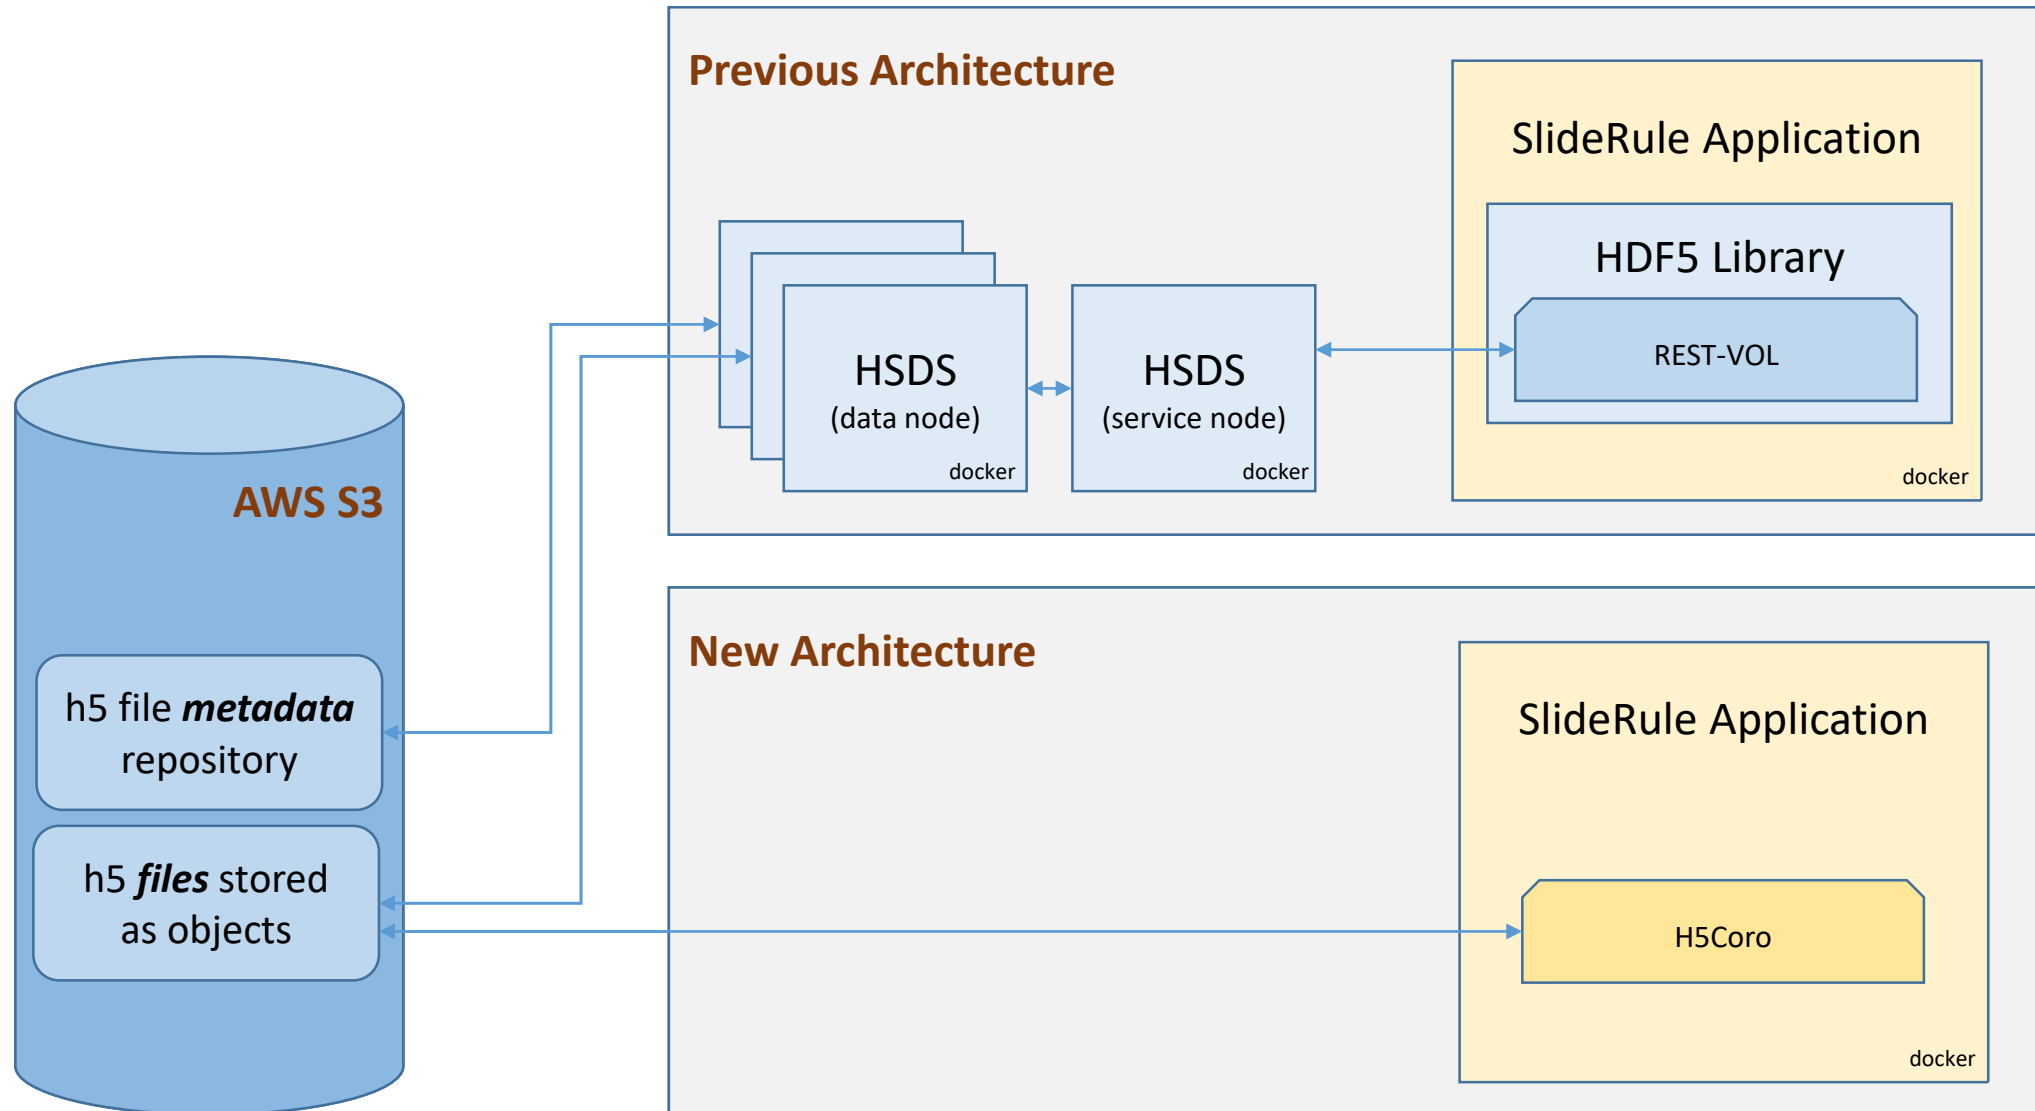 Previous Architecture
SlideRule Application
HDF5 Library
REST-VOL
docker
HSDS
(data node)
docker
HSDS
(service node)
docker
AWS S3
h5 file metadata
repository
h5 files stored
as objects
New Architecture
SlideRule Application
H5Coro
docker